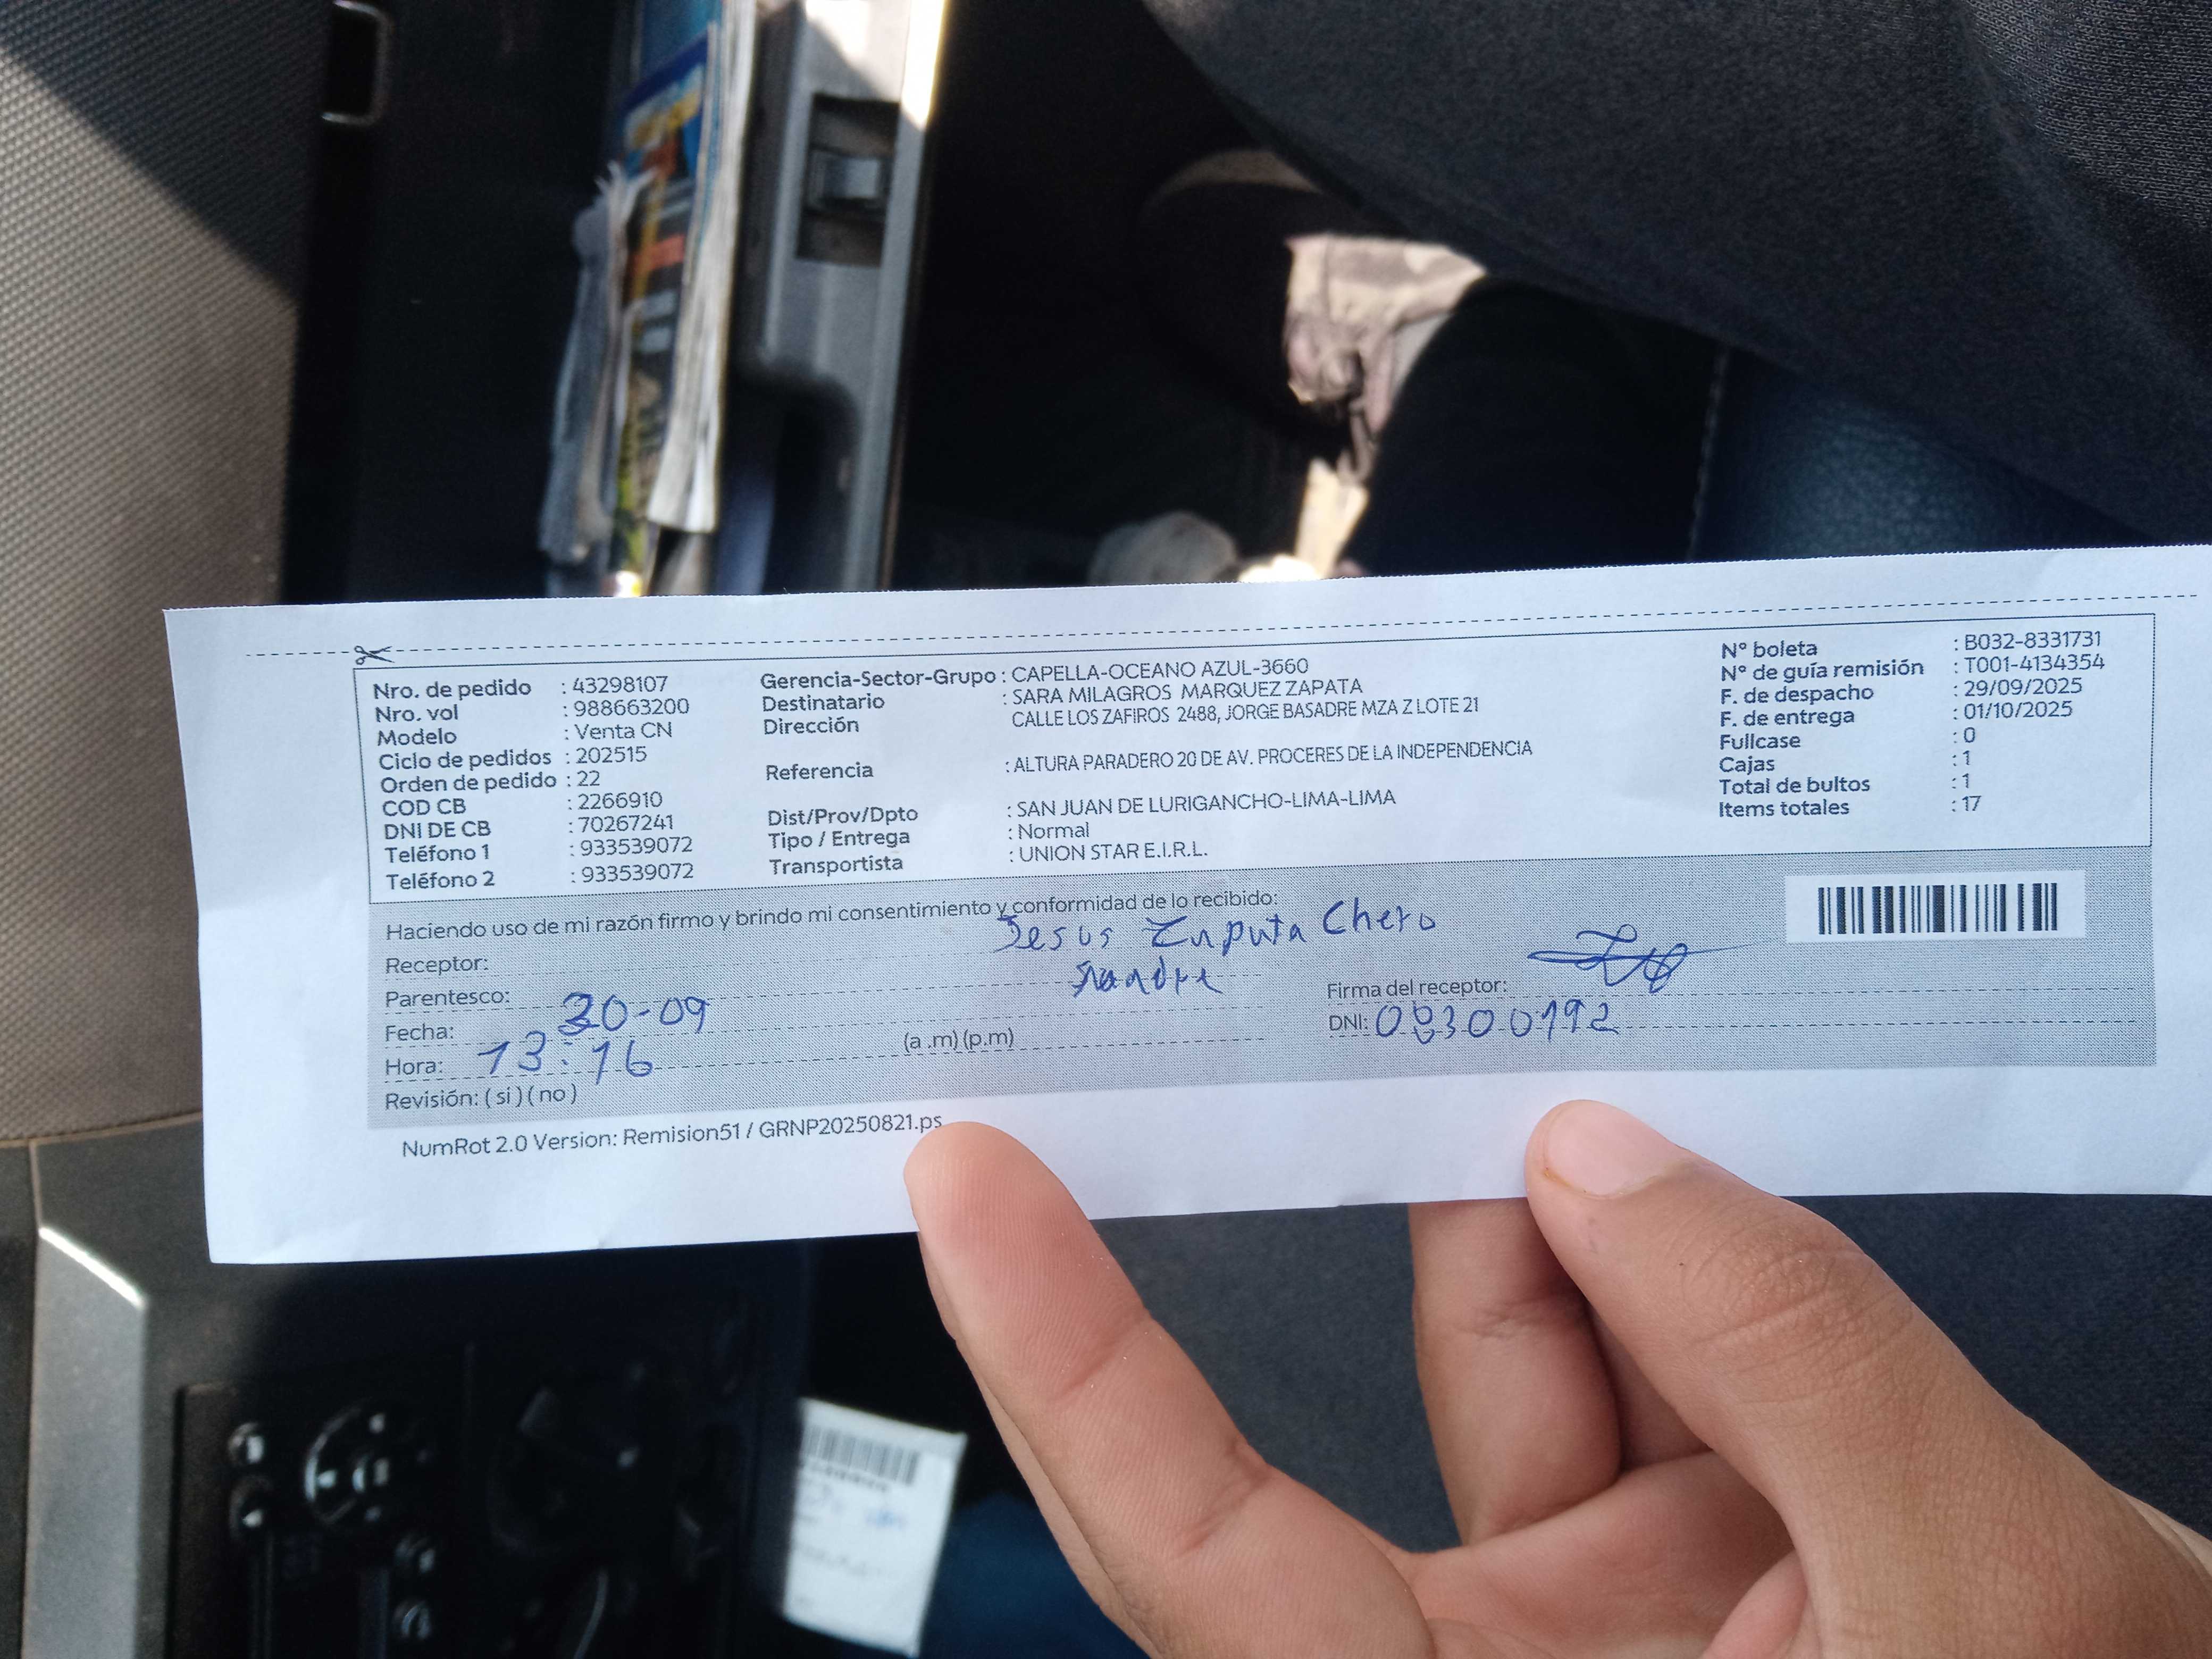 Nro. de pedido : 43298107
Nro. vol : 988663200
Modelo : Venta CN
Ciclo de pedidos : 202515
Orden de pedido : 22
COD CB : 2266910
DNI DE CB : 70267241
Teléfono 1 : 933539072
Teléfono 2 : 933539072
Gerencia-Sector-Grupo : CAPELLA-OCEANO AZUL-3660
Destinatario : SARA MILAGROS MARQUEZ ZAPATA
Dirección CALLE LOS ZAFIROS 2488, JORGE BASADRE MZA Z LOTE 21
Referencia : ALTURA PARADERO 20 DE AV. PROCERES DE LA INDEPENDENCIA
Dist/Prov/Dpto : SAN JUAN DE LURIGANCHO-LIMA-LIMA
Tipo / Entrega : Normal
Transportista : UNION STAR E.I.R.L.
N° boleta : B032-8331731
N° de guía remisión : T001-4134354
F. de despacho : 29/09/2025
F. de entrega : 01/10/2025
Fullcase : 0
Cajas : 1
Total de bultos : 1
Items totales : 17
Haciendo uso de mi razón firmo y brindo mi consentimiento y conformidad de lo recibido:
Receptor: Jesus Zaputa Chero
Parentesco:
Fecha: 30-09
Hora: 13:16 (a .m) (p.m)
Revisión: ( si ) ( no )
Firma del receptor:
DNI:
NumRot 2.0 Version: Remision51 / GRNP20250821.ps